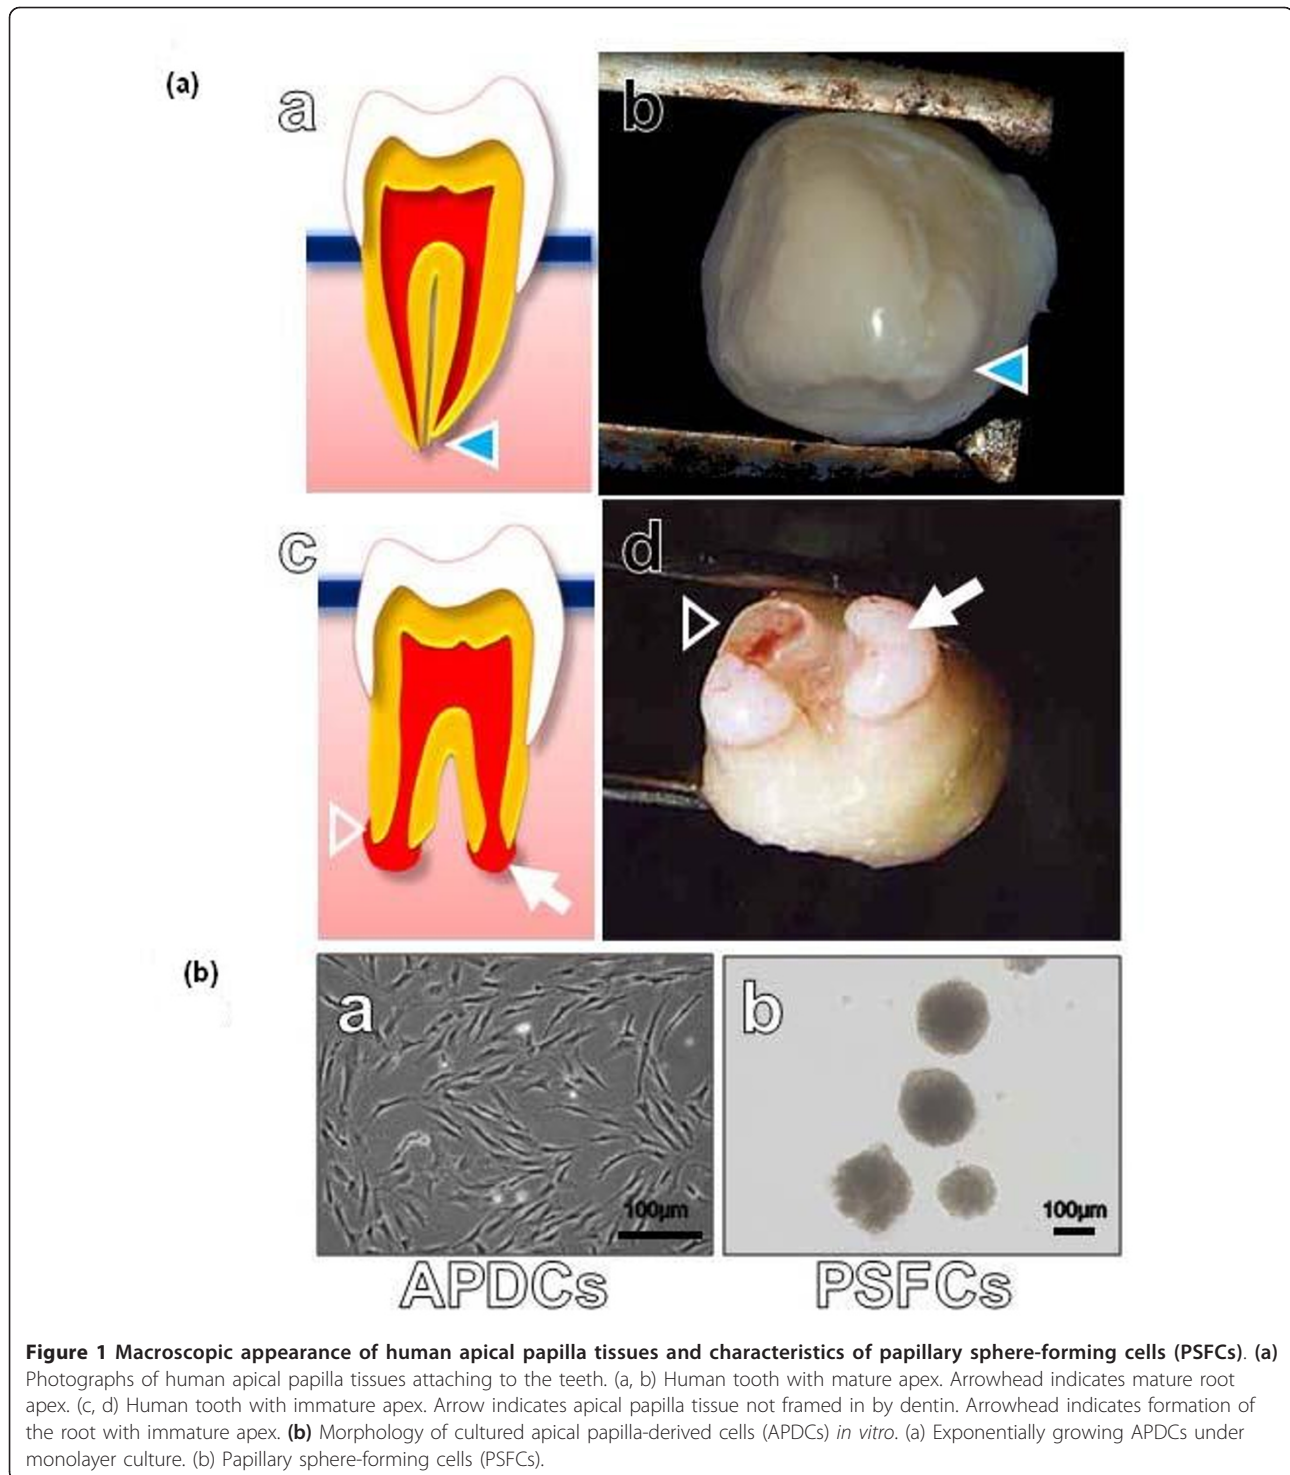 (a)
a
b
c
d
(b)
a
b
100µm
100µm
APDCs
PSFCs
Figure 1 Macroscopic appearance of human apical papilla tissues and characteristics of papillary sphere-forming cells (PSFCs). (a)
Photographs of human apical papilla tissues attaching to the teeth. (a, b) Human tooth with mature apex. Arrowhead indicates mature root
apex. (c, d) Human tooth with immature apex. Arrow indicates apical papilla tissue not framed in by dentin. Arrowhead indicates formation of
the root with immature apex. (b) Morphology of cultured apical papilla-derived cells (APDCs) in vitro. (a) Exponentially growing APDCs under
monolayer culture. (b) Papillary sphere-forming cells (PSFCs).